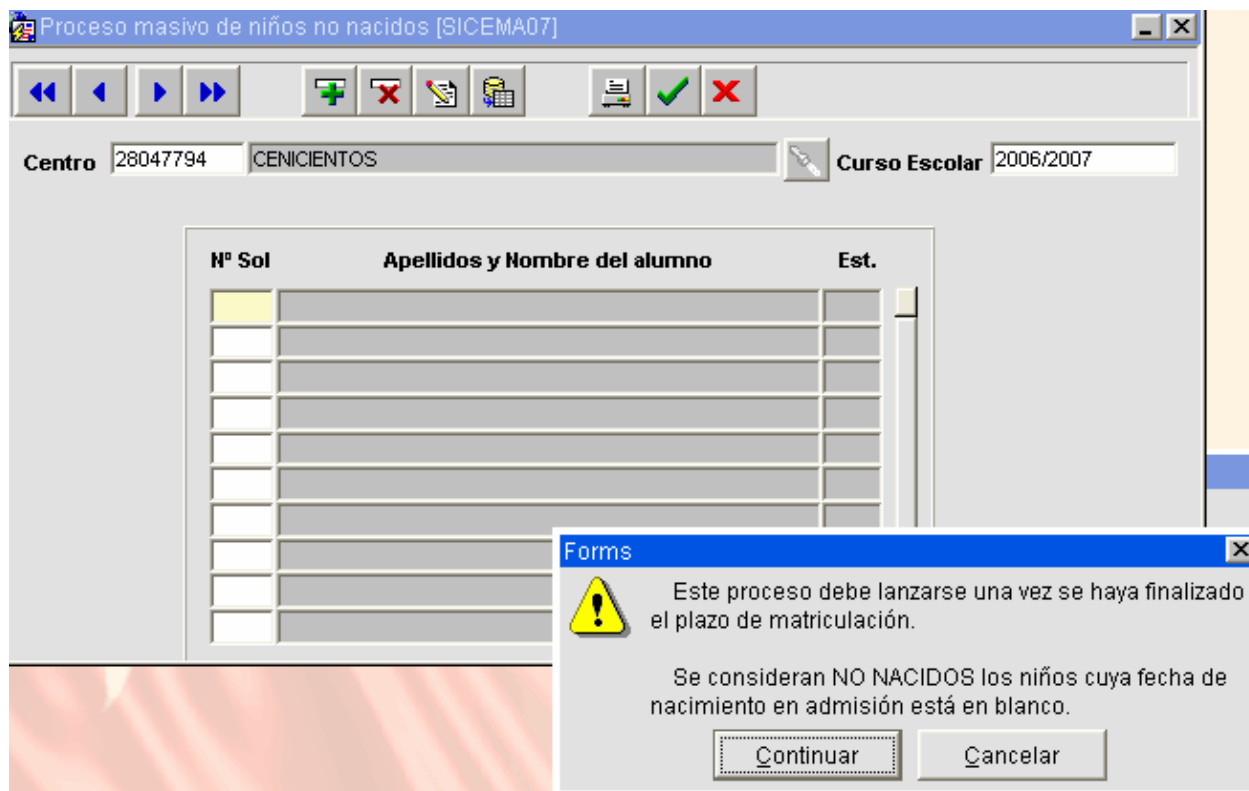 Proceso masivo de niños no nacidos [SICEMA07]
Centro 28047794 CENICIENTOS Curso Escolar 2006/2007
Nº Sol Apellidos y Nombre del alumno Est.
Forms
Este proceso debe lanzarse una vez se haya finalizado
el plazo de matriculación.
Se consideran NO NACIDOS los niños cuya fecha de
nacimiento en admisión está en blanco.
Continuar Cancelar